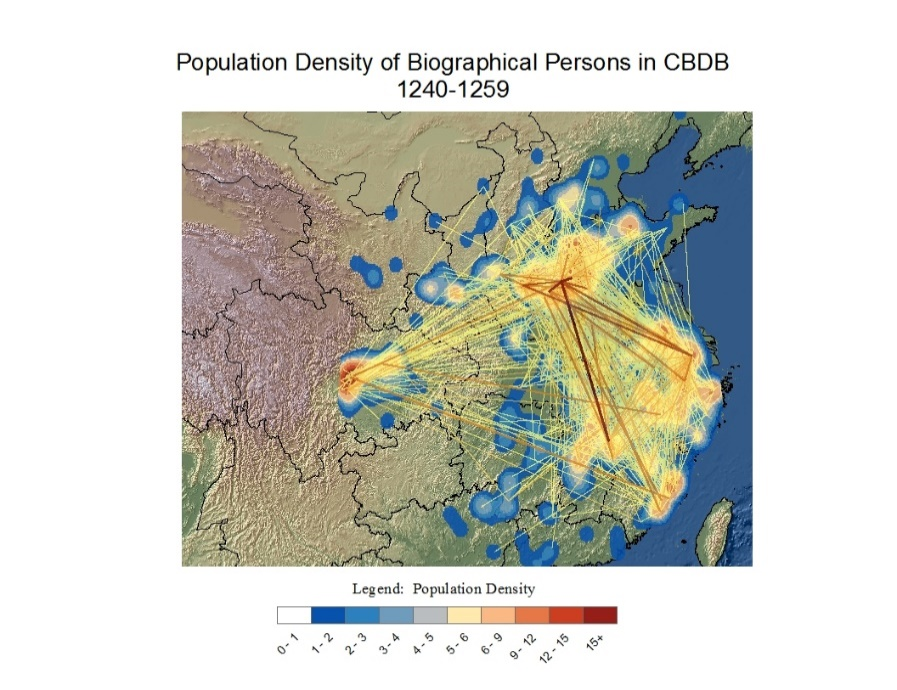 Population Density of Biographical Persons in CBDB
1240-1259
Legend: Population Density
0 - 1
1 - 2
2 - 3
3 - 4
4 - 5
5 - 6
6 - 9
9 - 12
12 - 15
15+